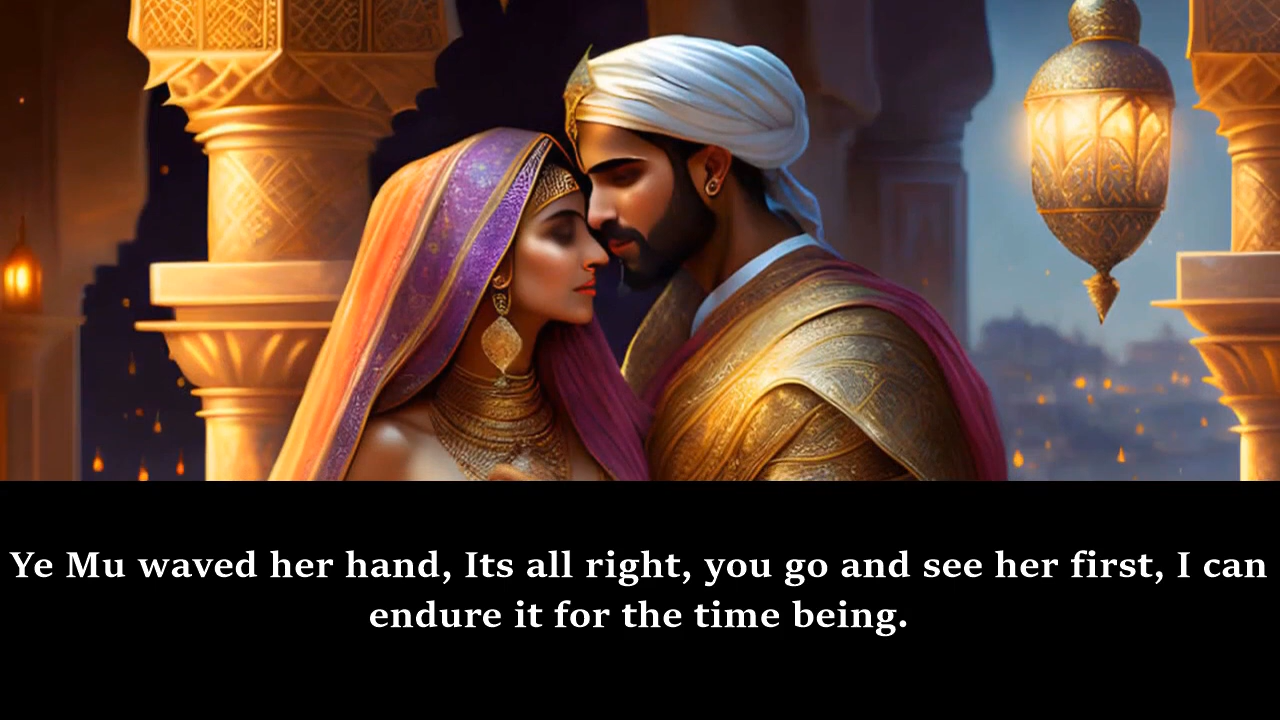 Ye Mu waved her hand, Its all right, you go and see her first, I can
endure it for the time being.